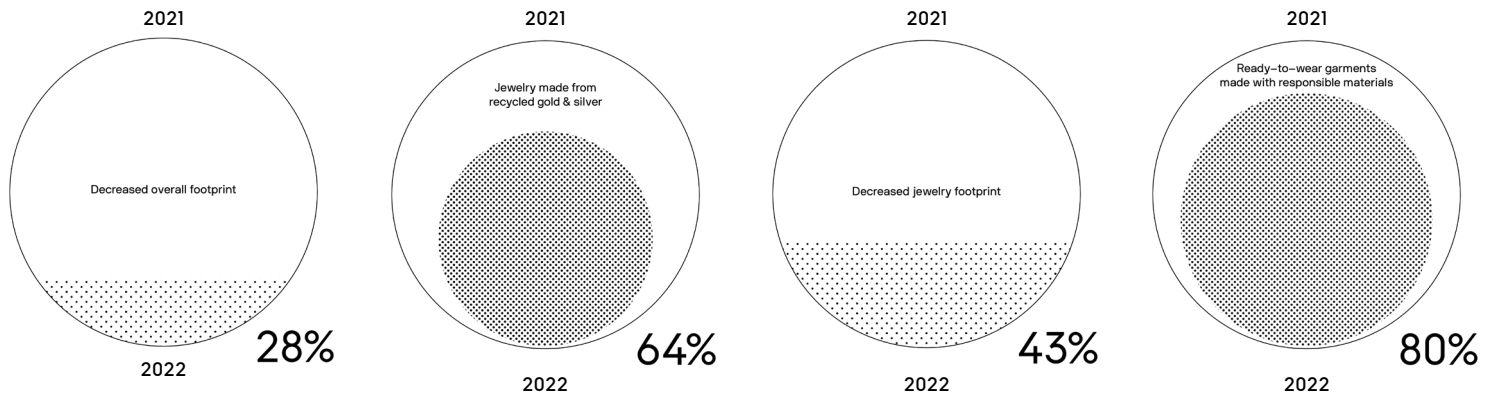 2021
Decreased overall footprint
28%
2022
2021
Jewelry made from
recycled gold & silver
64%
2022
2021
Decreased jewelry footprint
43%
2022
2021
Ready–to–wear garments
made with responsible materials
80%
2022